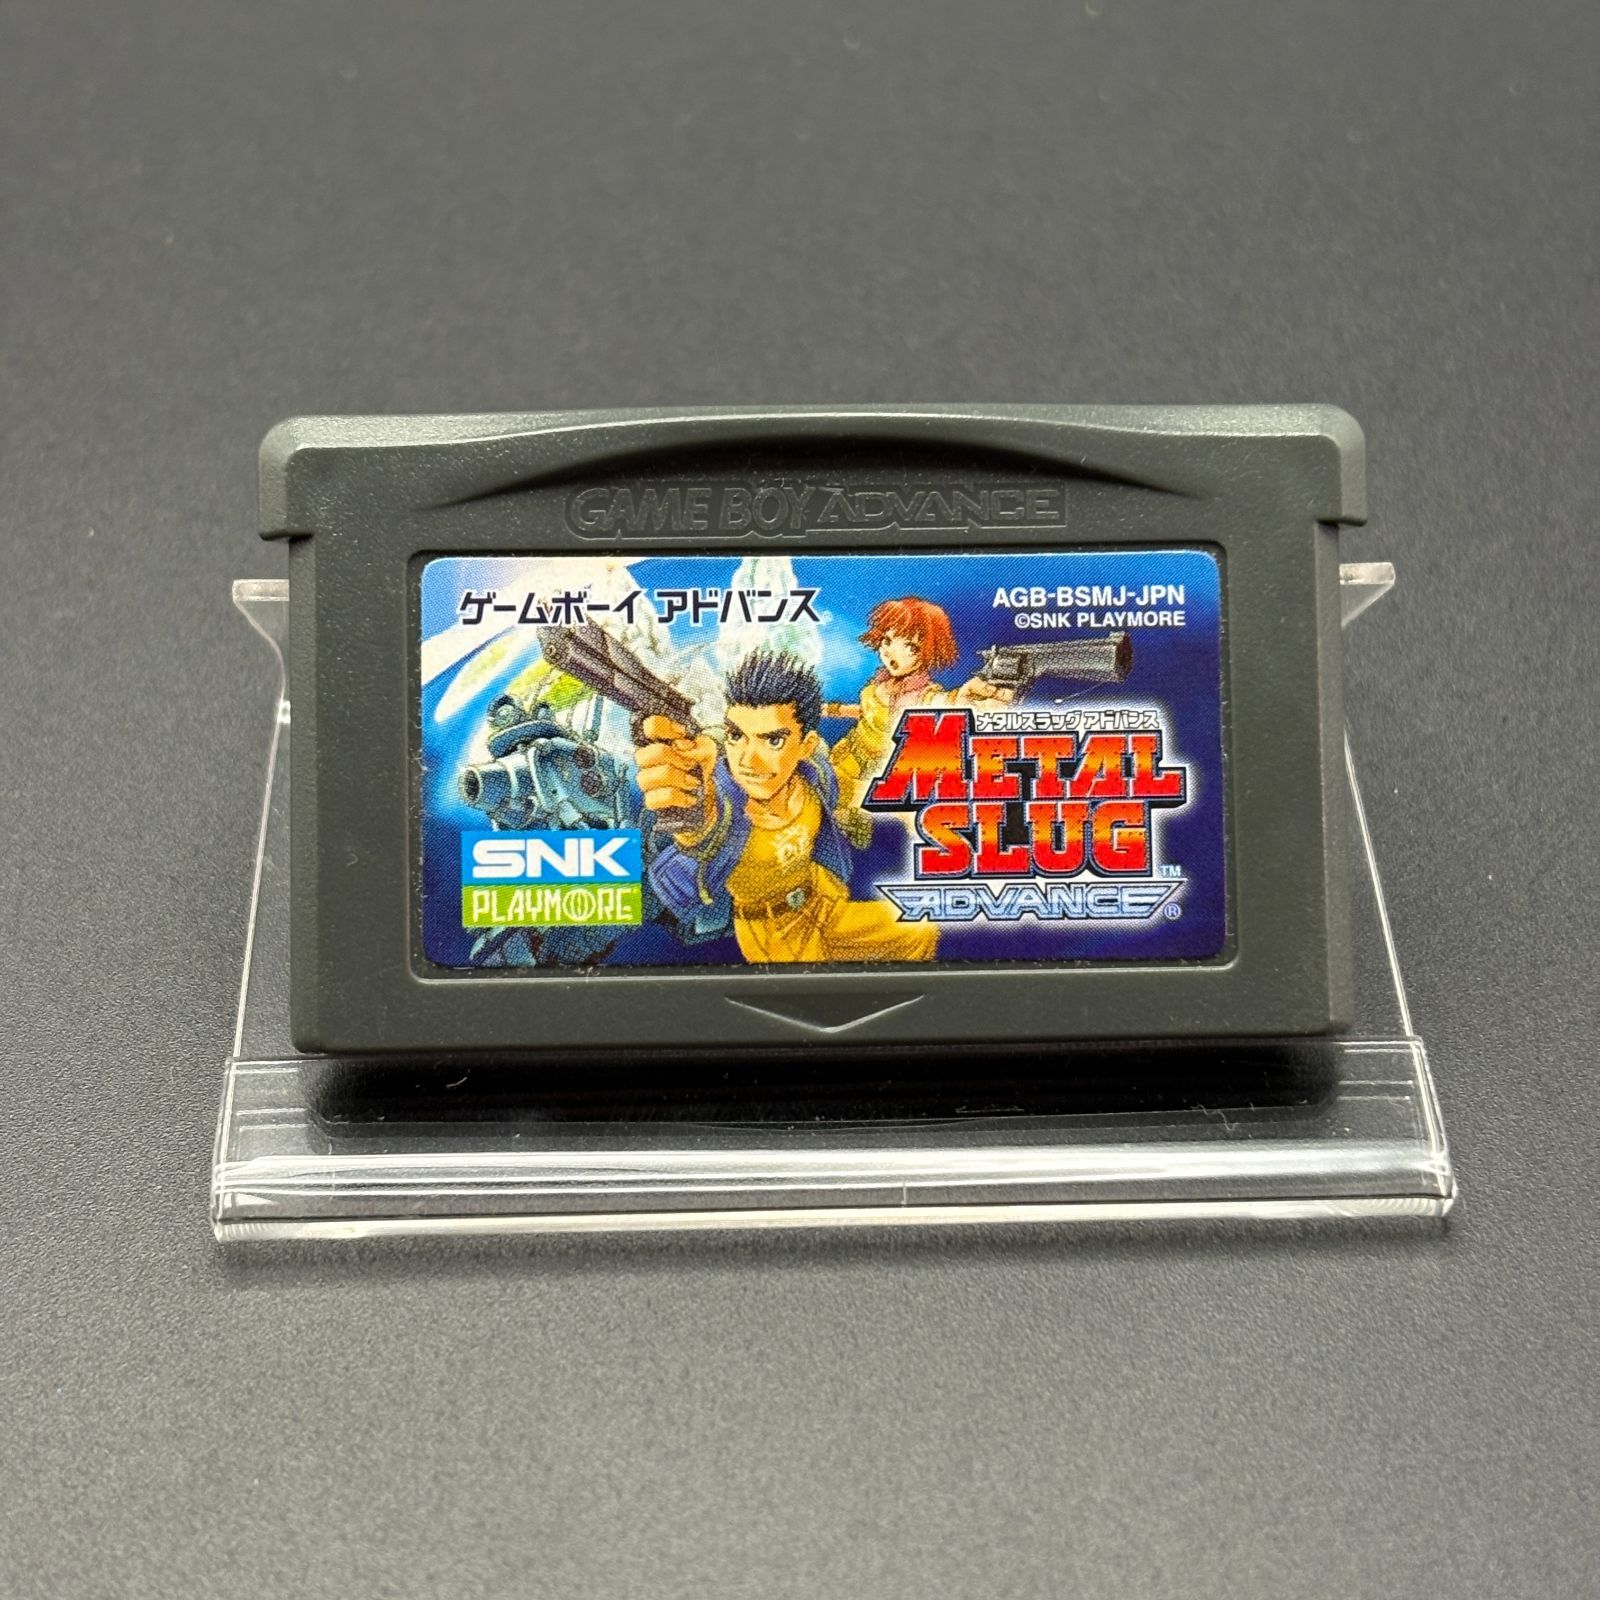 GAME BOY ADVANCE
ゲームボーイ アドバンス
AGB-BSMJ-JPN
©SNK PLAYMORE
メタルスラッグアドバンス
METAL
SLUG™
ADVANCE®
SNK
PLAYMORE